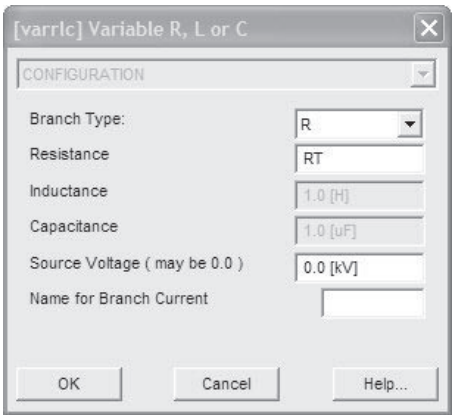 [varrlc] Variable R, L or C
CONFIGURATION
Branch Type: R
Resistance RT
Inductance 1.0 [H]
Capacitance 1.0 [uF]
Source Voltage ( may be 0.0 ) 0.0 [kV]
Name for Branch Current
OK Cancel Help...